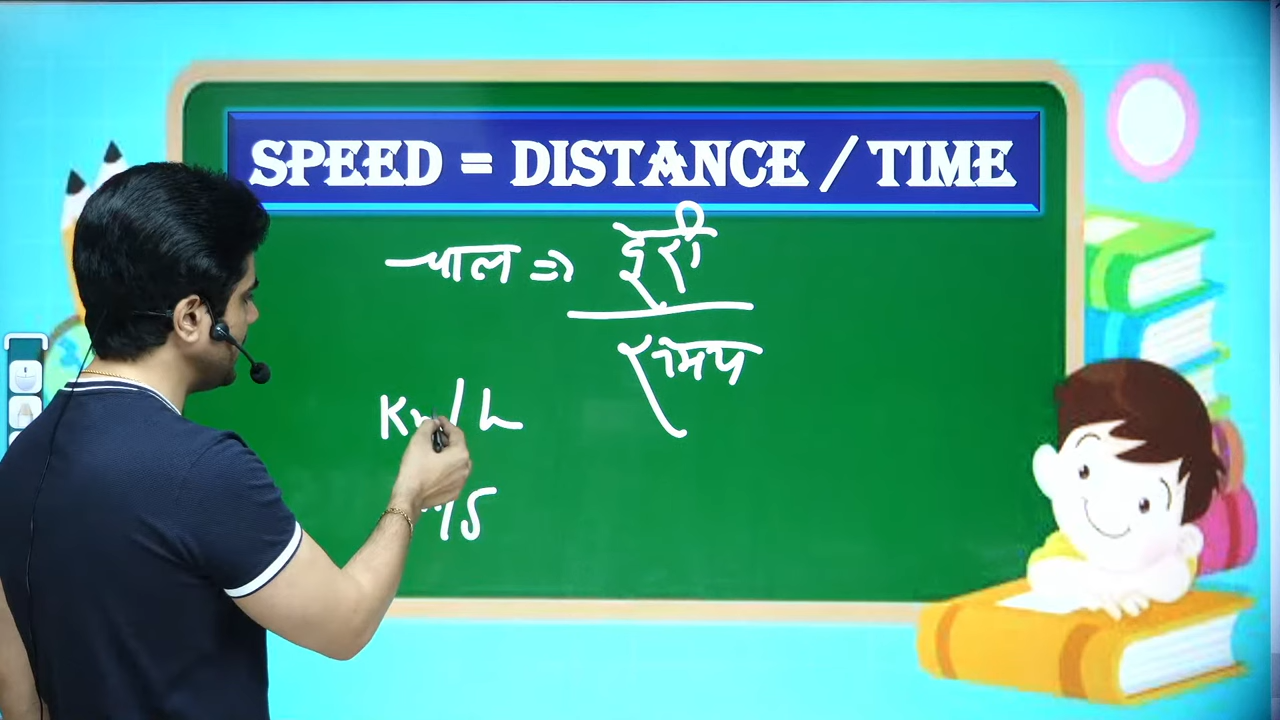 SPEED = DISTANCE / TIME
चाल ⇒ दूरी
समय
Km/h
/s